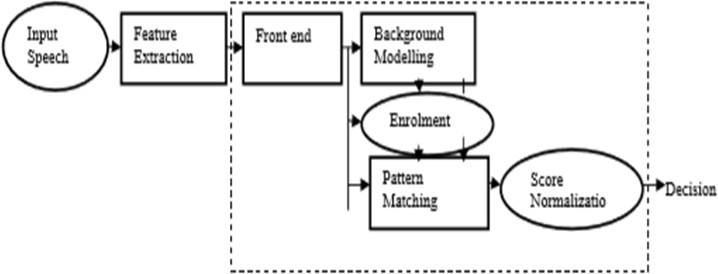 Input
Speech
Feature
Extraction
Front end
Background
Modelling
Enrolment
Pattern
Matching
Score
Normalizatio
Decision